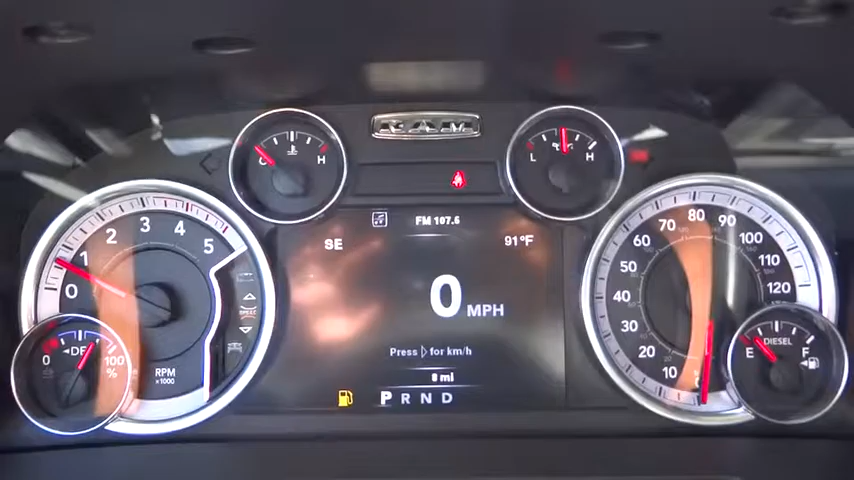 RAM
C H
L H
FM 107.5
SE 91°F
0 MPH
Press ▷ for km/h
8 mi
P R N D
0 1 2 3 4 5
RPM
x1000
0 DEF 100
%
10 20 30 40 50 60 70 80 90 100 110 120
E DIESEL F